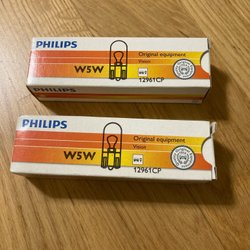 PHILIPS
Original equipment
Vision
W5W
12961CP
PHILIPS
Original equipment
Vision
W5W
12961CP